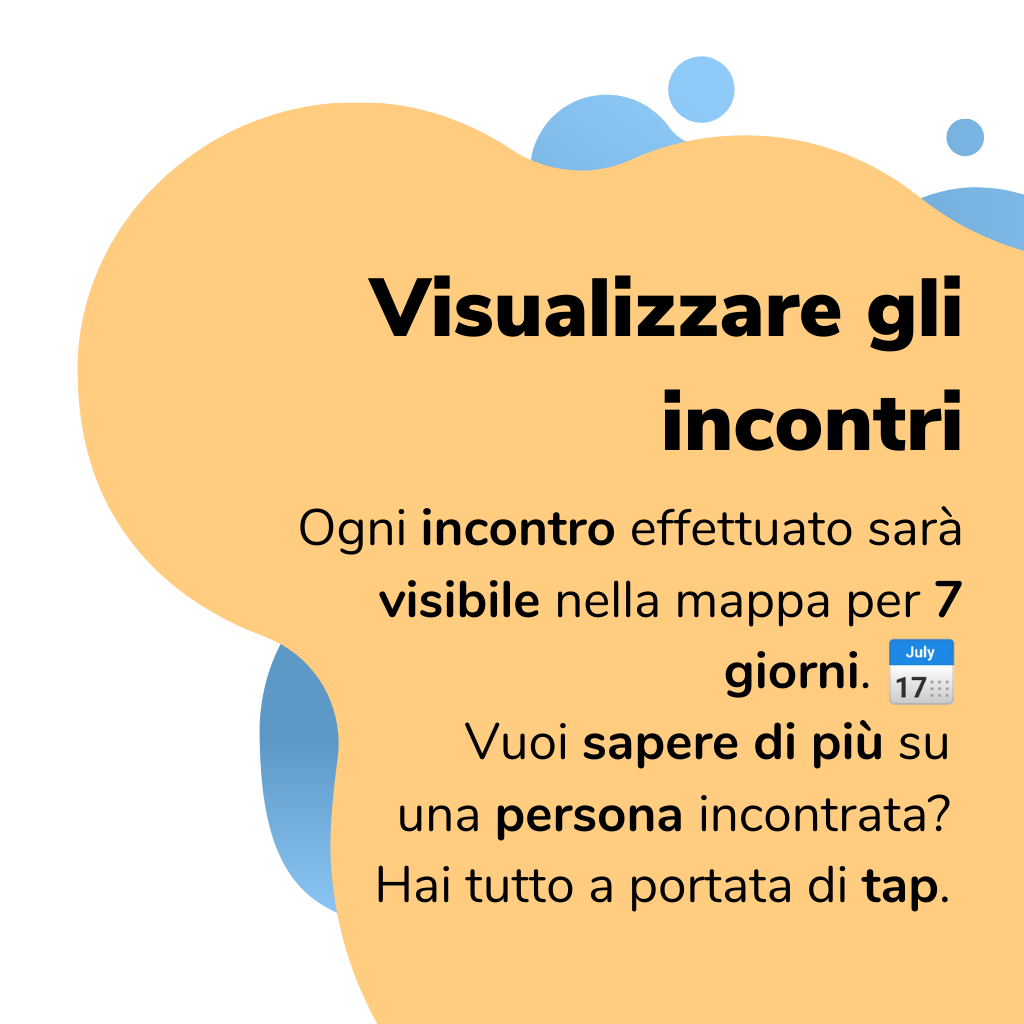 Visualizzare gli
incontri
Ogni incontro effettuato sarà
visibile nella mappa per 7
giorni. 📅
July
17
Vuoi sapere di più su
una persona incontrata?
Hai tutto a portata di tap.